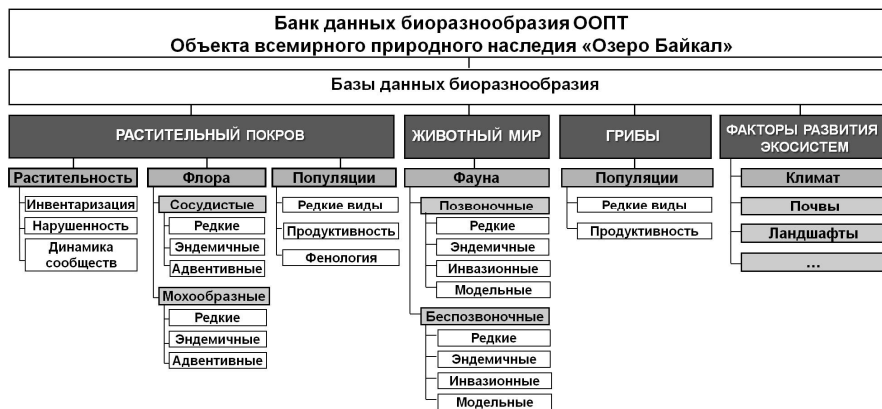 Банк данных биоразнообразия ООПТ
Объекта всемирного природного наследия «Озеро Байкал»
Базы данных биоразнообразия
РАСТИТЕЛЬНЫЙ ПОКРОВ
Растительность
Инвентаризация
Нарушенность
Динамика
сообществ
Флора
Сосудистые
Редкие
Эндемичные
Адвентивные
Мохообразные
Редкие
Эндемичные
Адвентивные
Популяции
Редкие виды
Продуктивность
Фенология
ЖИВОТНЫЙ МИР
Фауна
Позвоночные
Редкие
Эндемичные
Инвазионные
Модельные
Беспозвоночные
Редкие
Эндемичные
Инвазионные
Модельные
ГРИБЫ
Популяции
Редкие виды
Продуктивность
ФАКТОРЫ РАЗВИТИЯ
ЭКОСИСТЕМ
Климат
Почвы
Ландшафты
...